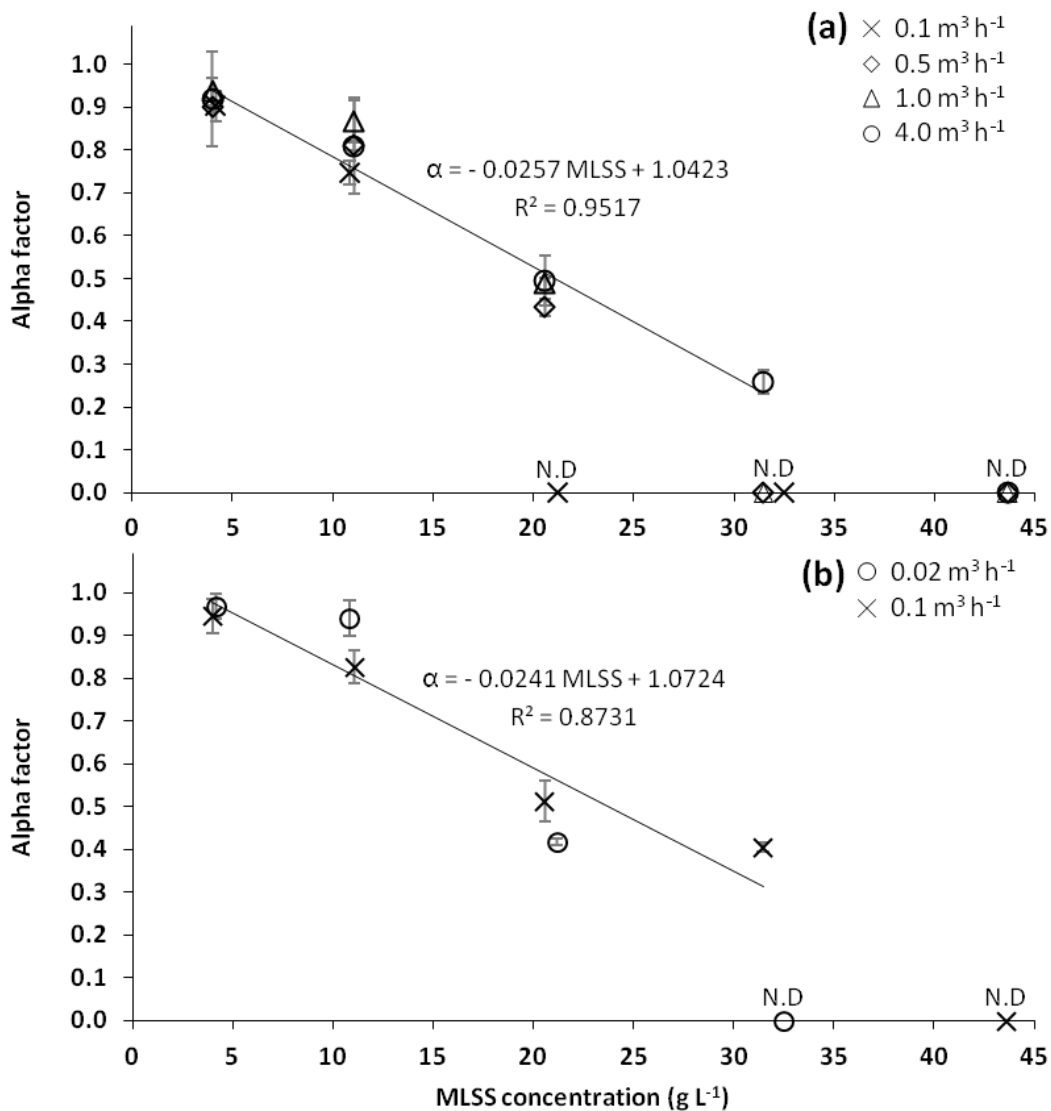 (a)
0.1 m³ h⁻¹
0.5 m³ h⁻¹
1.0 m³ h⁻¹
4.0 m³ h⁻¹
Alpha factor
1.0
0.9
0.8
0.7
0.6
0.5
0.4
0.3
0.2
0.1
0.0
α = - 0.0257 MLSS + 1.0423
R² = 0.9517
N.D
N.D
N.D
0 5 10 15 20 25 30 35 40 45
(b)
0.02 m³ h⁻¹
0.1 m³ h⁻¹
Alpha factor
1.0
0.9
0.8
0.7
0.6
0.5
0.4
0.3
0.2
0.1
0.0
α = - 0.0241 MLSS + 1.0724
R² = 0.8731
N.D
N.D
0 5 10 15 20 25 30 35 40 45
MLSS concentration (g L⁻¹)